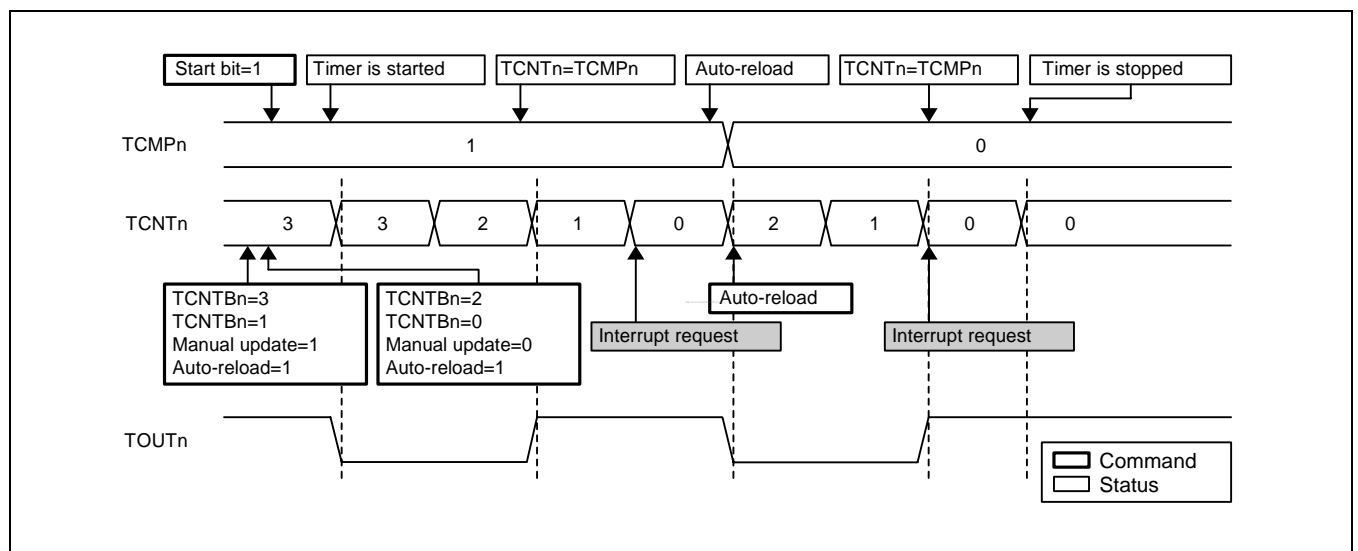 Start bit=1
Timer is started
TCNTn=TCMPn
Auto-reload
TCNTn=TCMPn
Timer is stopped
TCMPn
1
0
TCNTn
3
3
2
1
0
2
1
0
0
TCNTBn=3
TCNTBn=1
Manual update=1
Auto-reload=1
TCNTBn=2
TCNTBn=0
Manual update=0
Auto-reload=1
Auto-reload
Interrupt request
Interrupt request
TOUTn
Command
Status